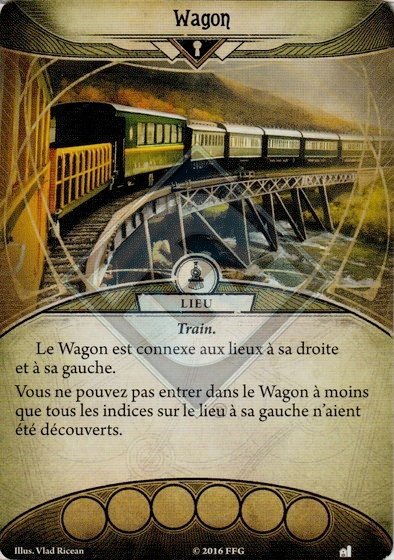 Wagon
LIEU
Train.
Le Wagon est connexe aux lieux à sa droite
et à sa gauche.
Vous ne pouvez pas entrer dans le Wagon à moins
que tous les indices sur le lieu à sa gauche n'aient
été découverts.
Illus. Vlad Ricean
© 2016 FFG